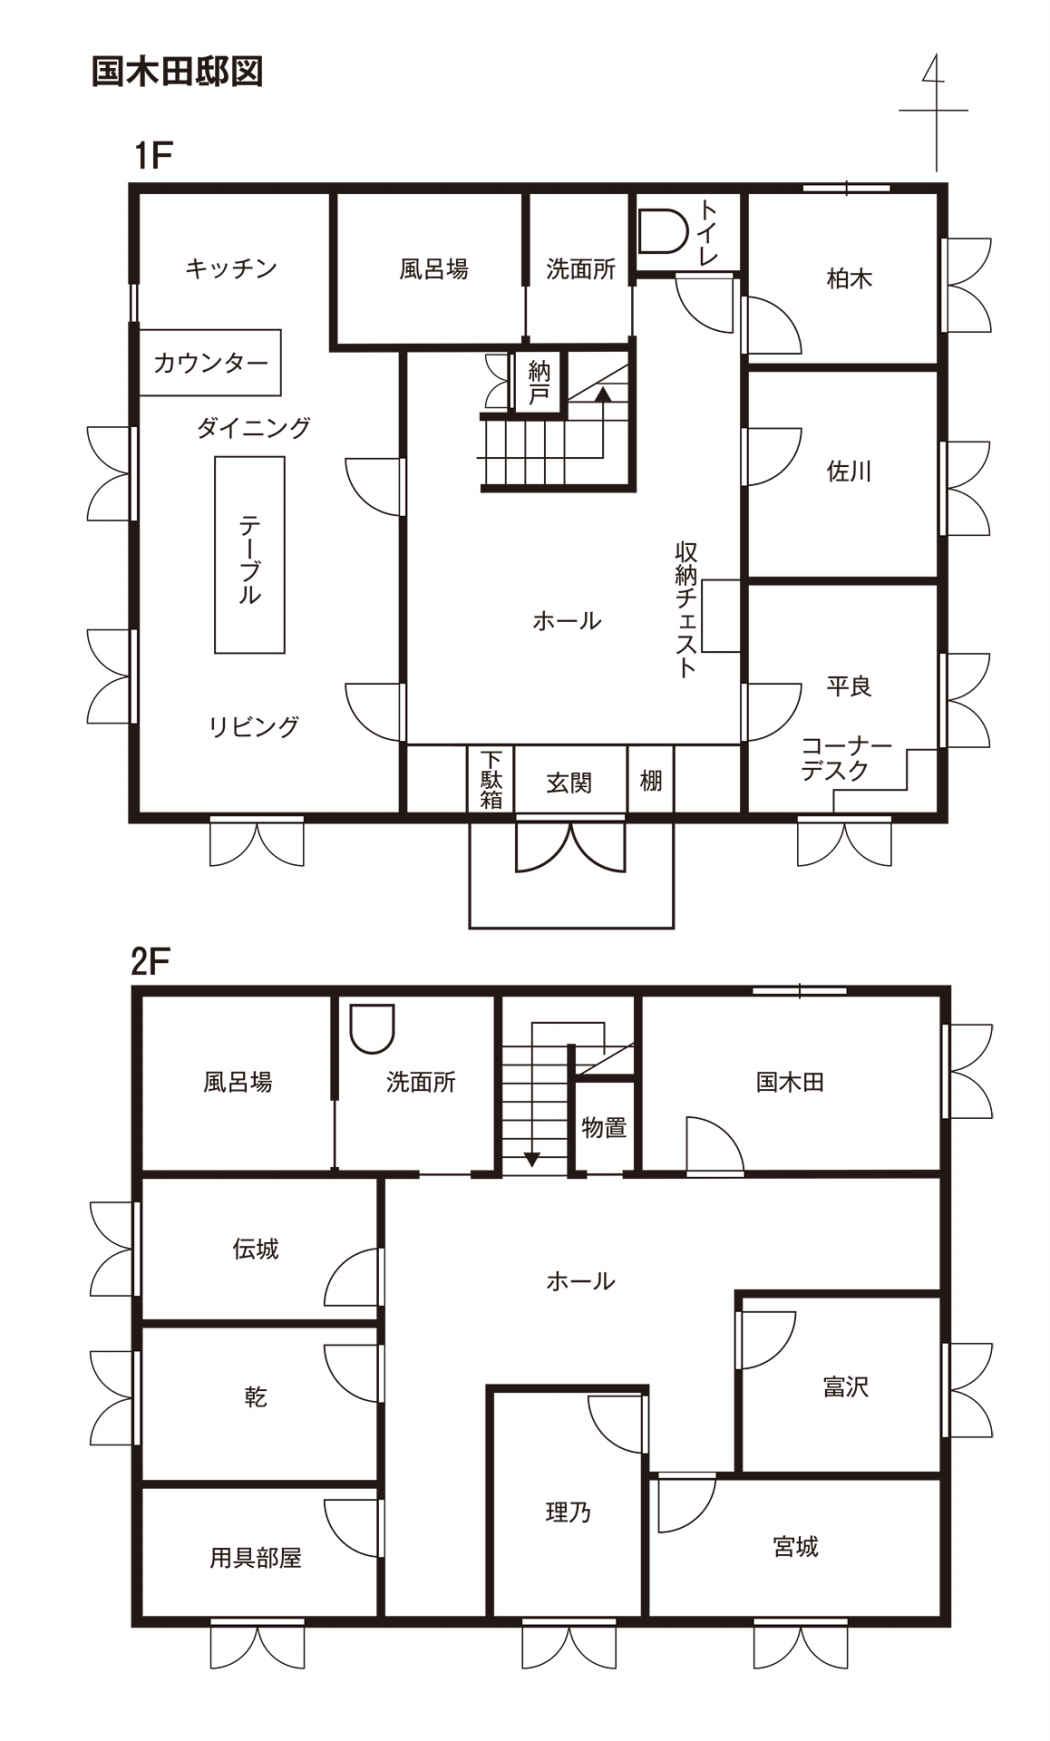 国木田邸図
1F
キッチン
風呂場
洗面所
トイレ
柏木
カウンター
納戸
ダイニング
佐川
テーブル
収納チェスト
ホール
平良
リビング
コーナー
デスク
下駄箱
玄関
棚
2F
風呂場
洗面所
国木田
物置
伝城
ホール
乾
富沢
理乃
宮城
用具部屋